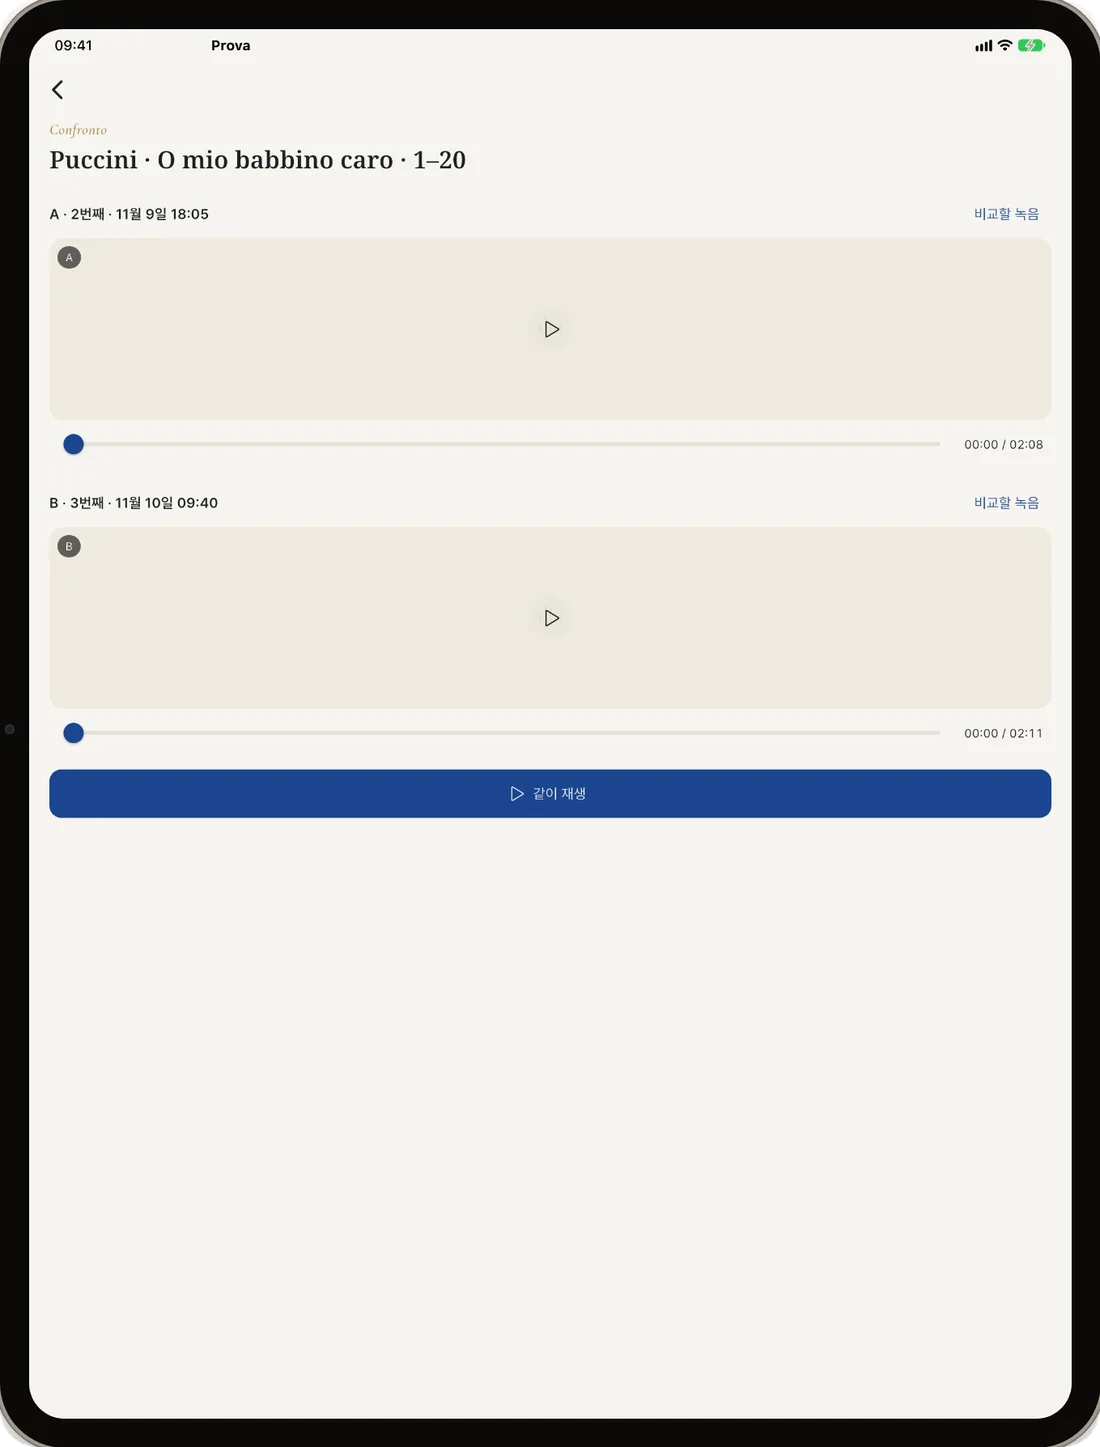 09:41 Prova
Confronto
Puccini · O mio babbino caro · 1–20
A · 2번째 · 11월 9일 18:05 비교할 녹음
A
00:00 / 02:08
B · 3번째 · 11월 10일 09:40 비교할 녹음
B
00:00 / 02:11
같이 재생